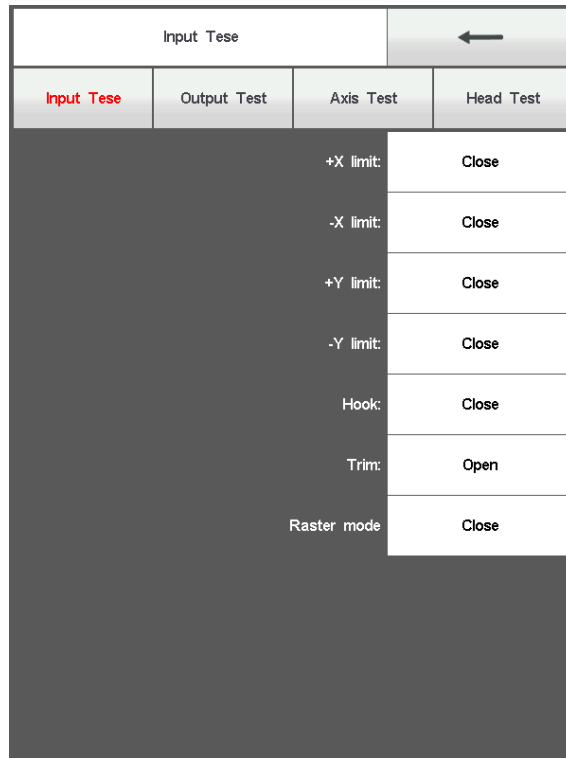 Input Tese
Input Tese Output Test Axis Test Head Test
+X limit: Close
-X limit: Close
+Y limit: Close
-Y limit: Close
Hook: Close
Trim: Open
Raster mode Close